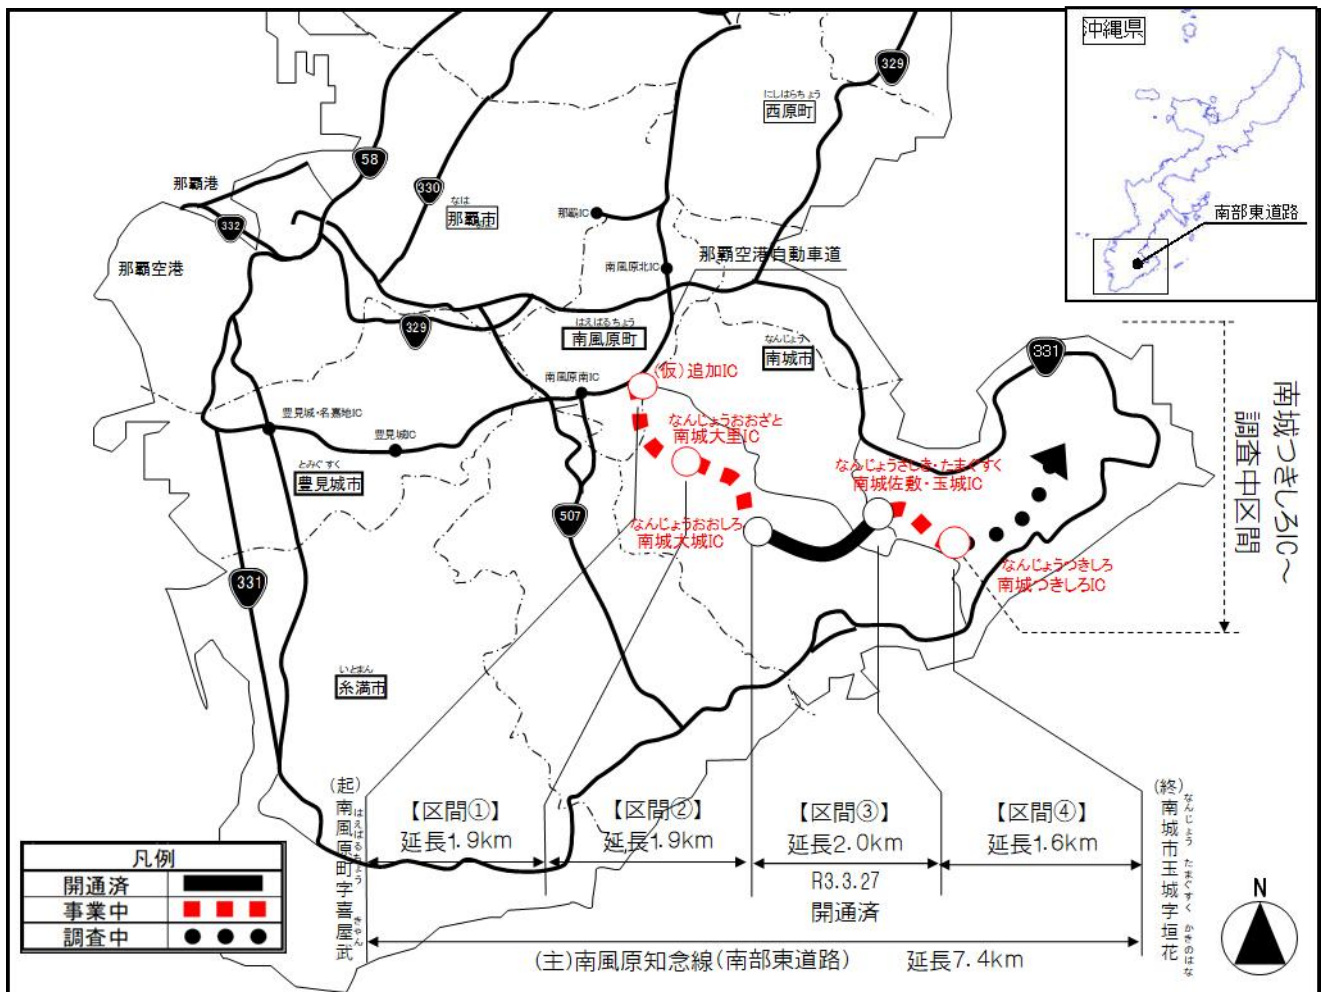 沖縄県
南部東道路
329
にしはらちょう
西原町
58
330
なは
那覇市
那覇港
332
那覇IC
那覇空港
南風原北IC
那覇空港自動車道
329
はえばるちょう
南風原町
なんじょう
南城市
331
(仮)追加IC
南風原南IC
豊見城・名嘉地IC
豊見城IC
とみぐすく
豊見城市
なんじょうおおざと
南城大里IC
なんじょうさしき・たまぐすく
南城佐敷・玉城IC
南城つきしろIC～
調査中区間
507
なんじょうおおしろ
南城大城IC
なんじょうつきしろ
南城つきしろIC
331
いとまん
糸満市
(起)
南風原町字喜屋武
はえばるちょう
きゃん
【区間①】
延長1.9km
【区間②】
延長1.9km
【区間③】
延長2.0km
R3.3.27
開通済
【区間④】
延長1.6km
(終)
南城市玉城字垣花
なんじょう たまぐすく かきのはな
(主)南風原知念線(南部東道路)
延長7.4km
凡例
開通済
事業中
調査中
N